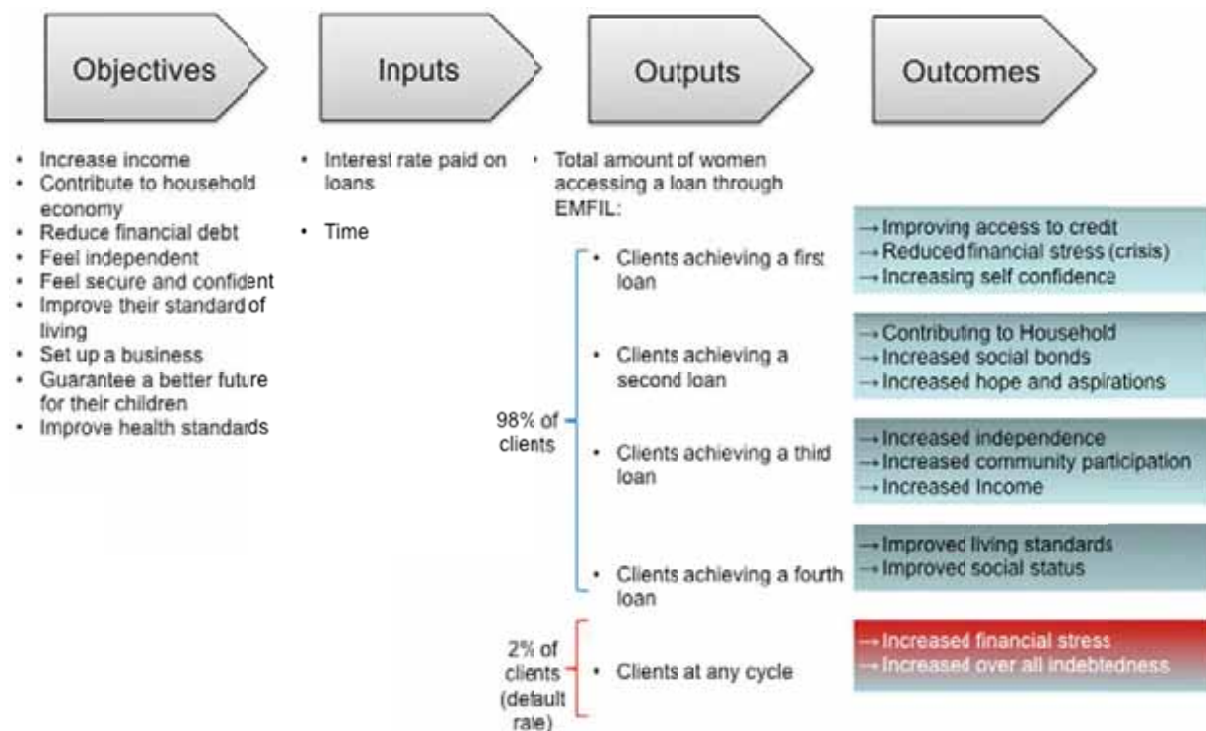 Objectives
Inputs
Outputs
Outcomes
• Increase income
• Contribute to household
economy
• Reduce financial debt
• Feel independent
• Feel secure and confident
• Improve their standard of
living
• Set up a business
• Guarantee a better future
for their children
• Improve health standards
• Interest rate paid on
loans
• Time
• Total amount of women
accessing a loan through
EMFIL:
98% of
clients
• Clients achieving a first
loan
• Clients achieving a
second loan
• Clients achieving a third
loan
• Clients achieving a fourth
loan
2% of
clients
(default
rate)
• Clients at any cycle
→ Improving access to credit
→ Reduced financial stress (crisis)
→ Increasing self confidence
→ Contributing to Household
→ Increased social bonds
→ Increased hope and aspirations
→ Increased independence
→ Increased community participation
→ Increased Income
→ Improved living standards
→ Improved social status
→ Increased financial stress
→ Increased over all indebtedness